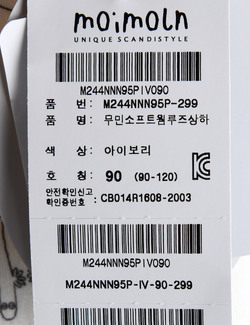 moimoln
UNIQUE SCANDISTYLE
M244NNN95PIV090
품 번: M244NNN95P-299
품 명: 무민소프트웜루즈상하
색 상: 아이보리
호 칭: 90 (90-120)
안전확인신고
확인증번호 : CB014R1608-2003
M244NNN95PIV090
M244NNN95P-IV-90-299